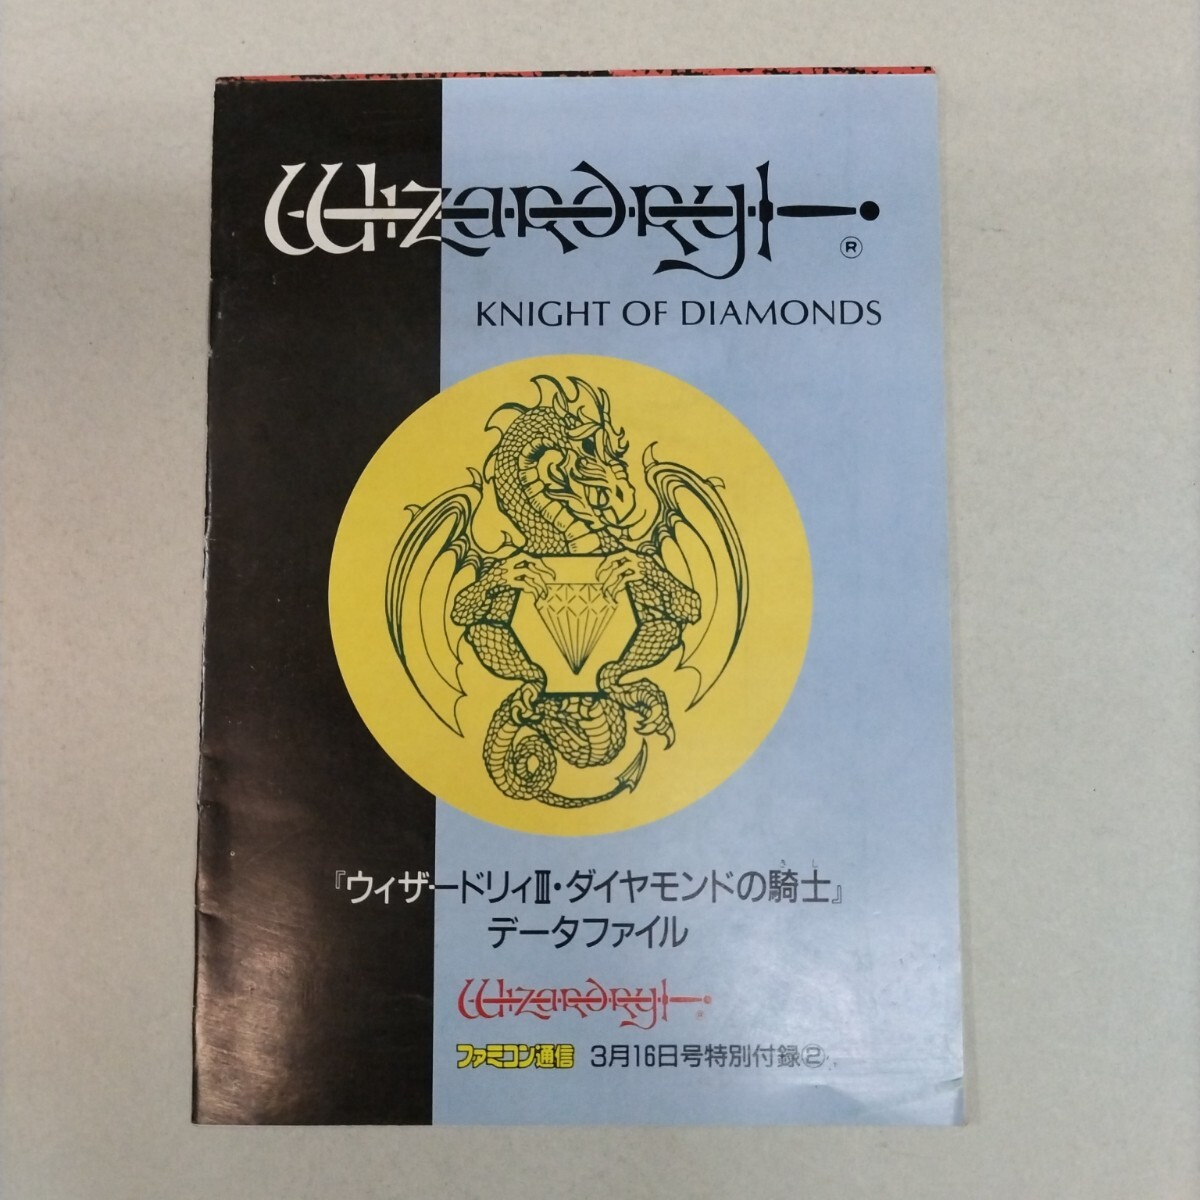 Wizardry
®
KNIGHT OF DIAMONDS
『ウィザードリィⅢ・ダイヤモンドの騎士』
きし
データファイル
Wizardry
ファミコン通信 3月16日号特別付録②